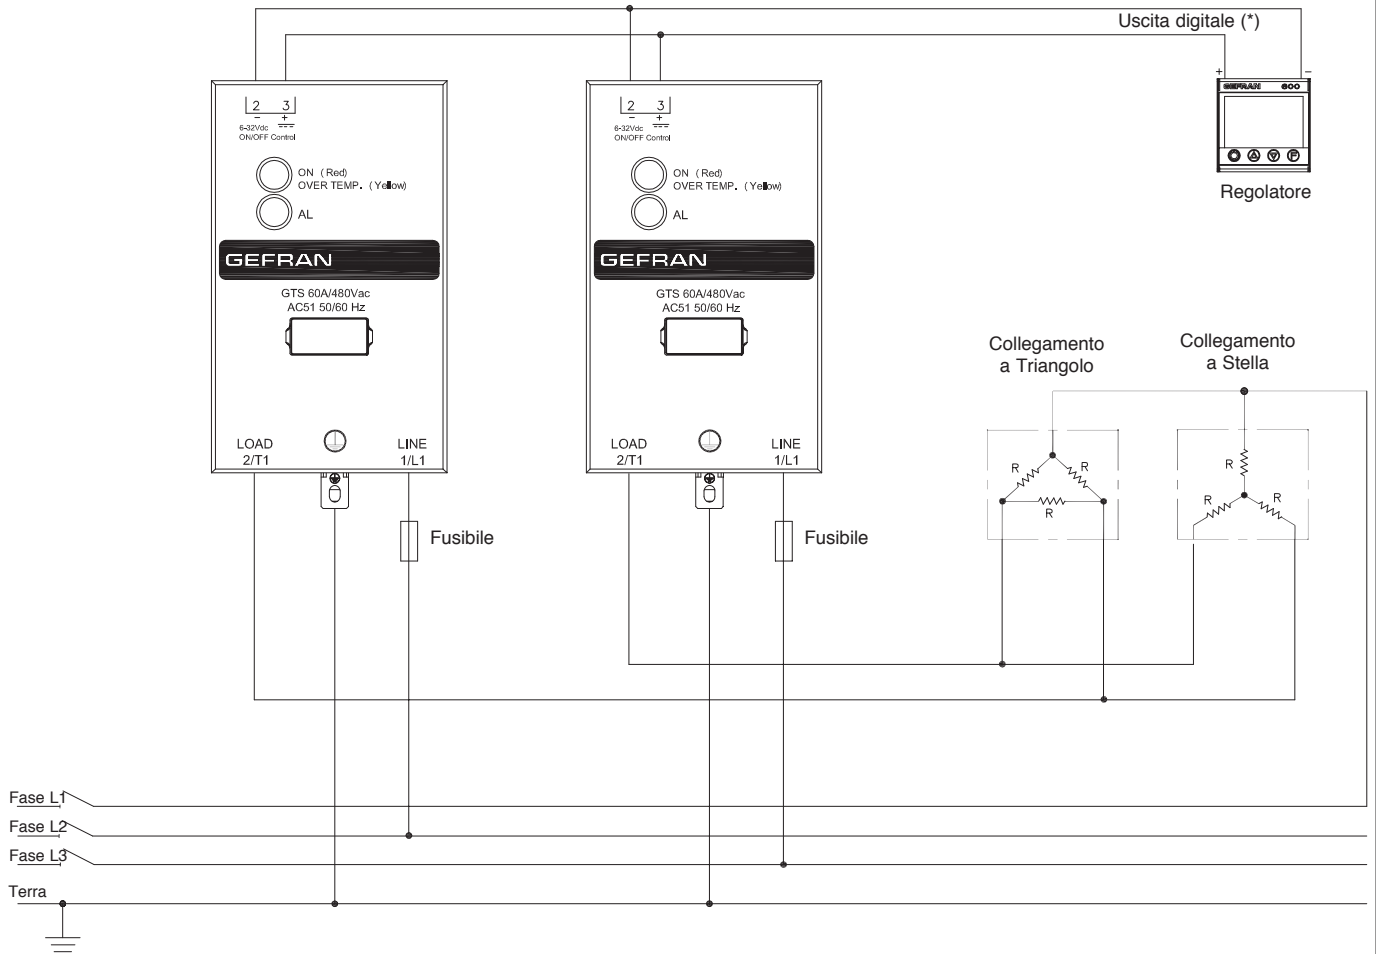 Uscita digitale (*)
+ −
GEFRAN 600
F
Regolatore
2 3
− +
6-32Vdc
ON/OFF Control
ON (Red)
OVER TEMP. (Yellow)
AL
GEFRAN
GTS 60A/480Vac
AC51 50/60 Hz
LOAD
2/T1
LINE
1/L1
Fusibile
2 3
− +
6-32Vdc
ON/OFF Control
ON (Red)
OVER TEMP. (Yellow)
AL
GEFRAN
GTS 60A/480Vac
AC51 50/60 Hz
LOAD
2/T1
LINE
1/L1
Fusibile
Collegamento
a Triangolo
R R
R
Collegamento
a Stella
R
R R
Fase L1
Fase L2
Fase L3
Terra